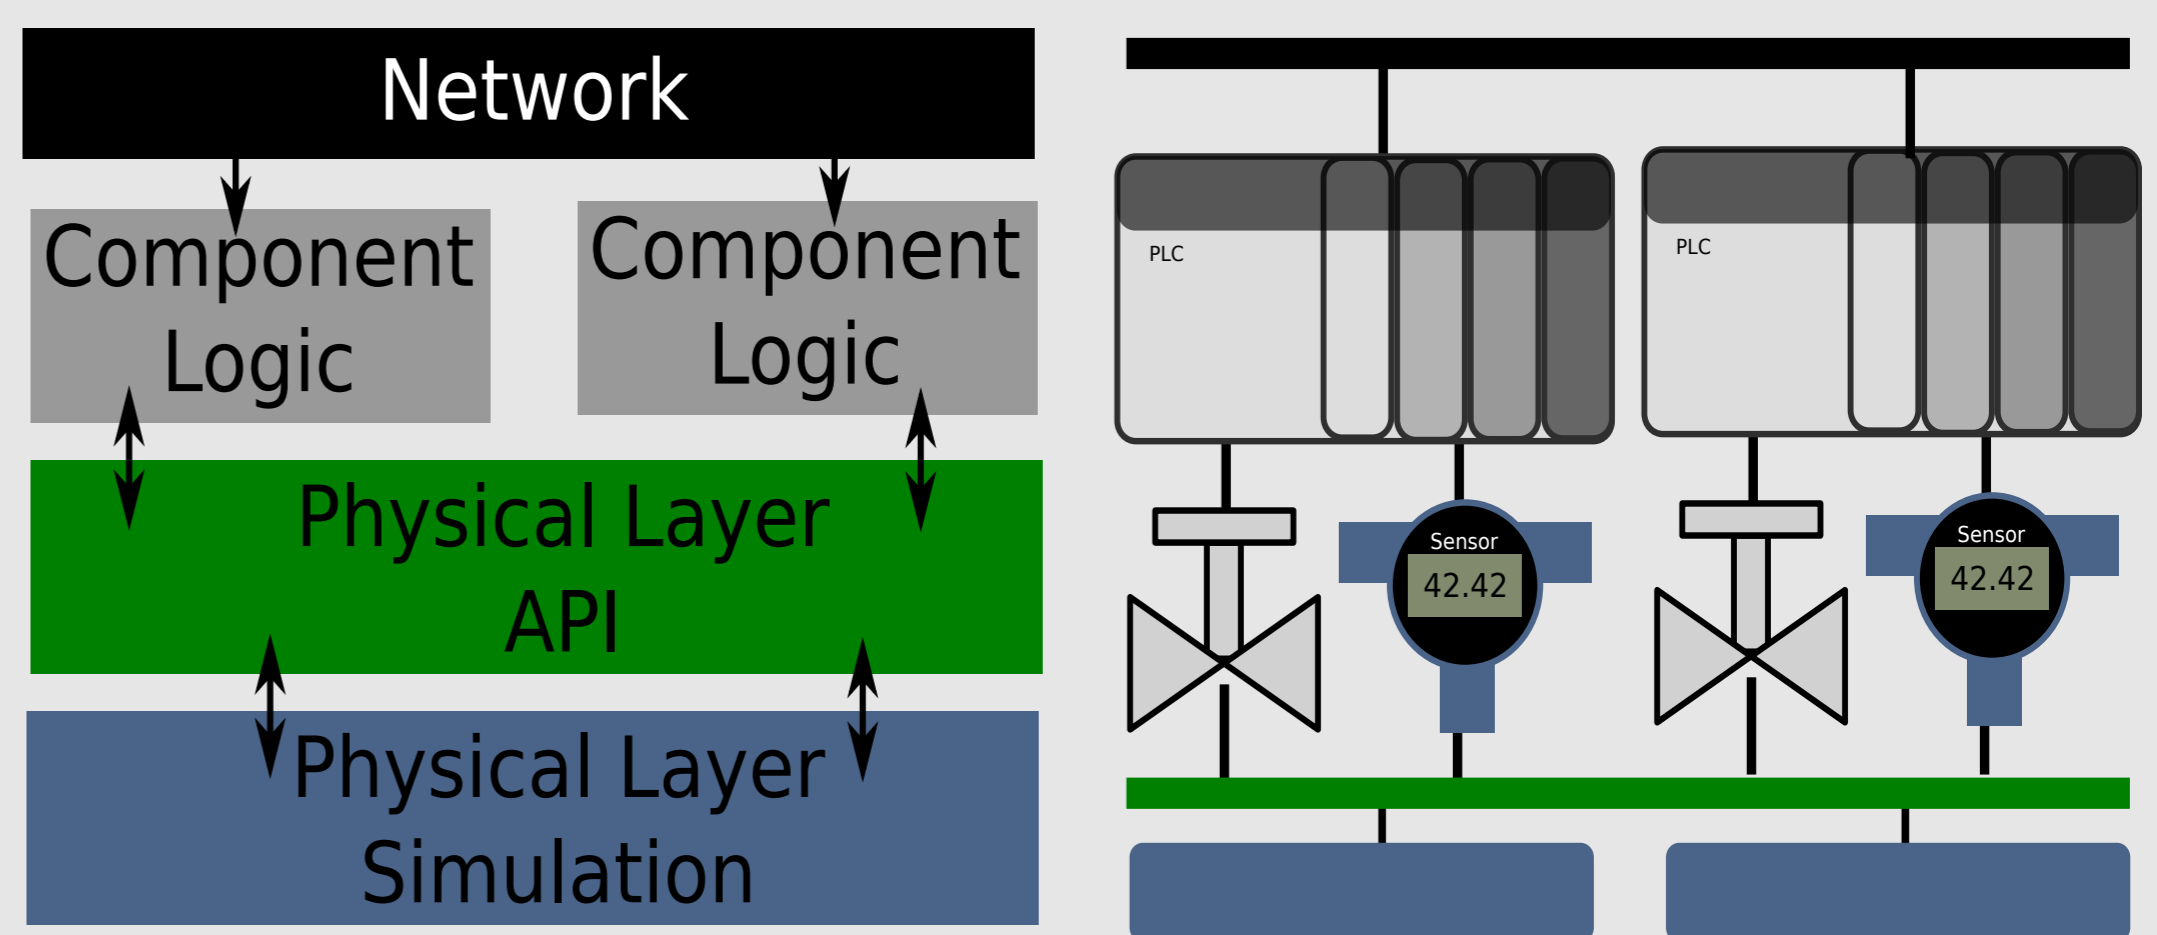 Network
Component
Logic
Component
Logic
Physical Layer
API
Physical Layer
Simulation
PLC
PLC
Sensor
42.42
Sensor
42.42